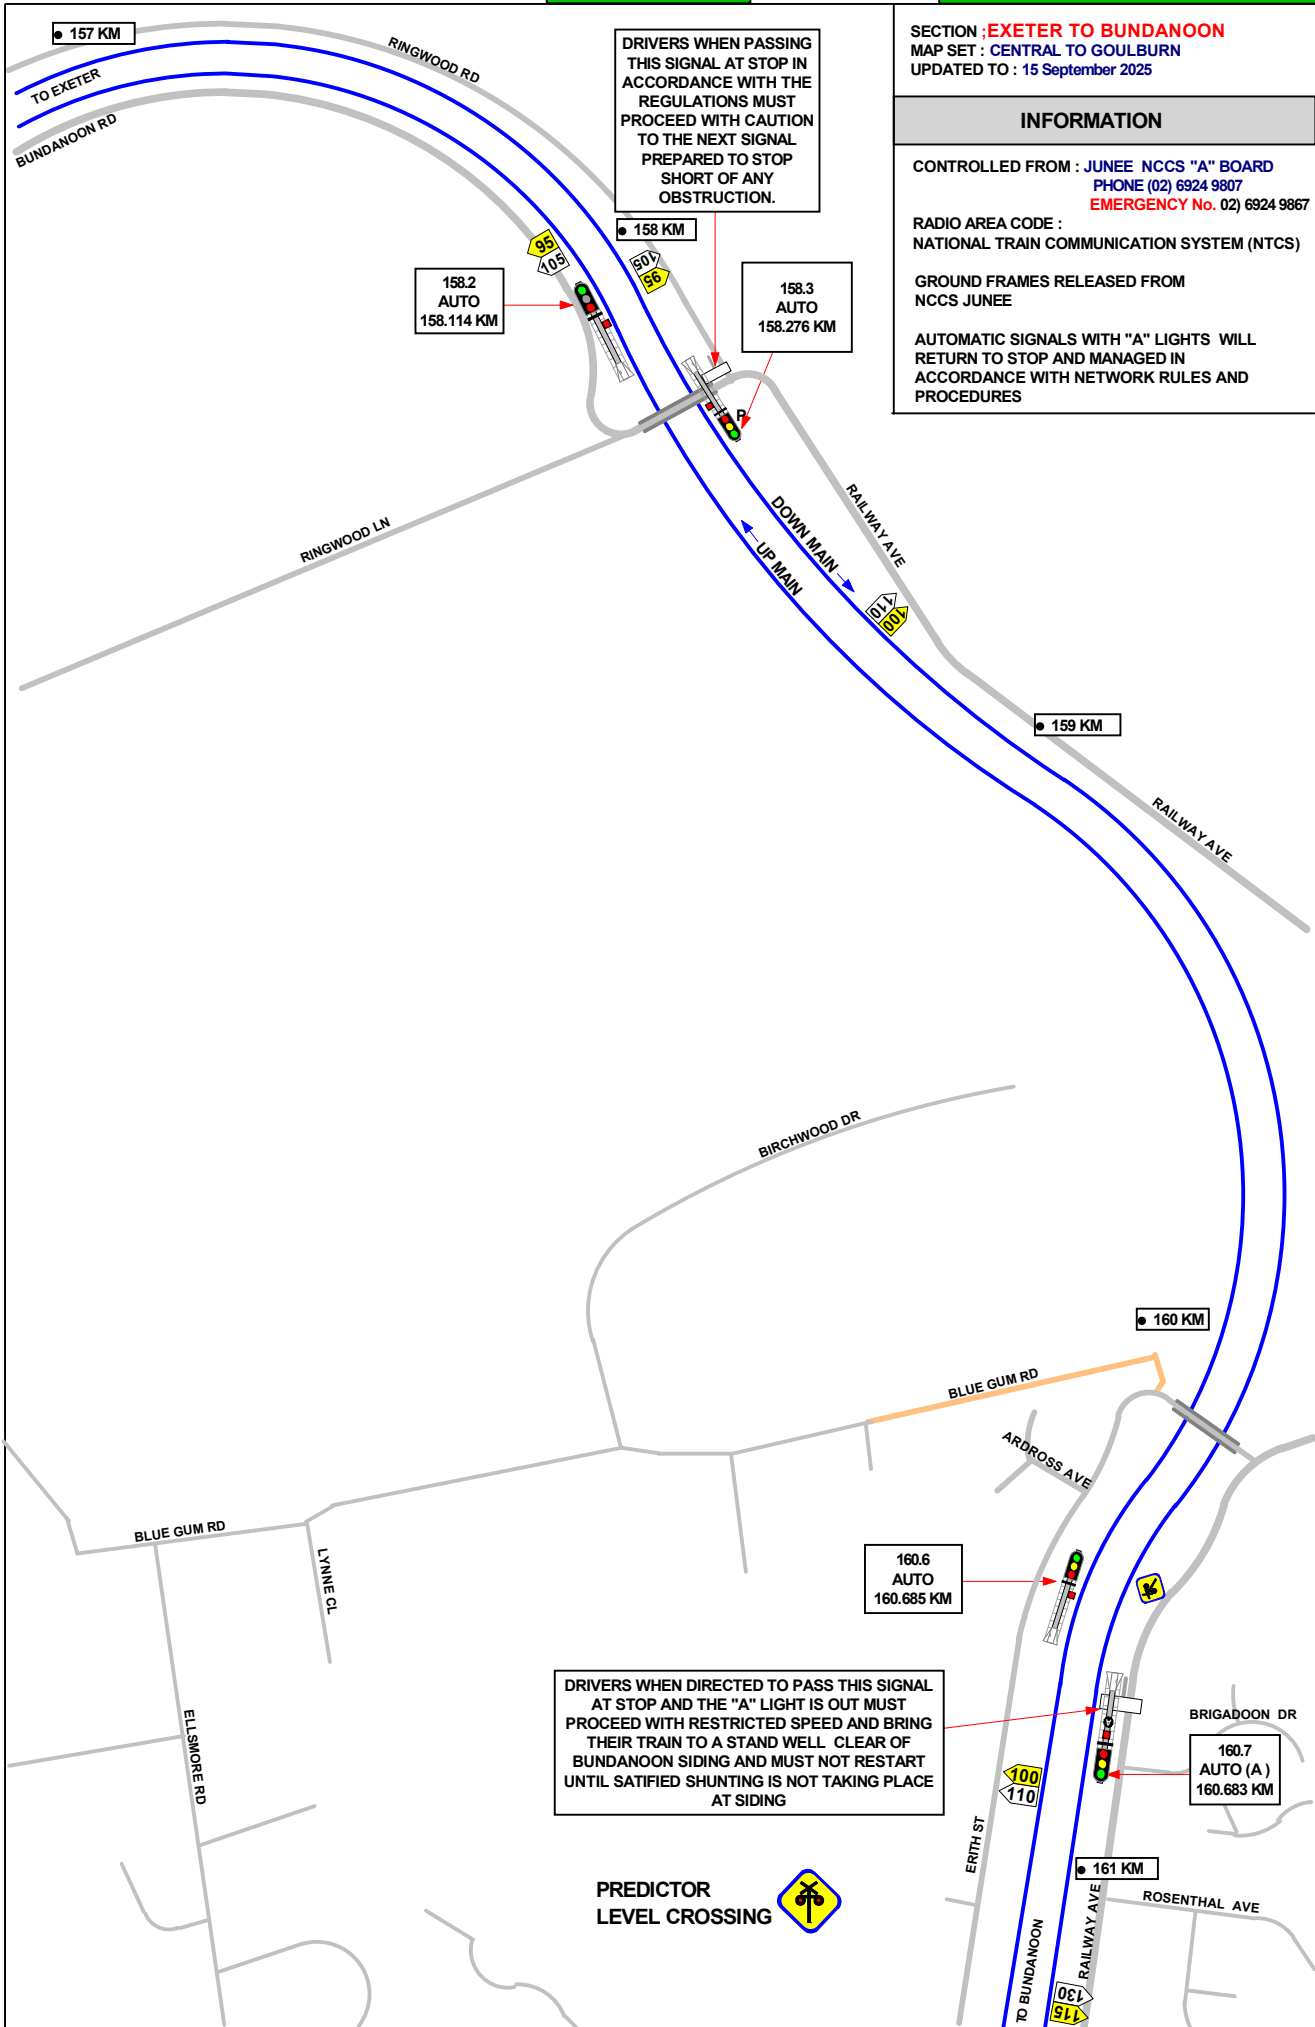 157 KM
RINGWOOD RD
TO EXETER
BUNDANOON RD
DRIVERS WHEN PASSING
THIS SIGNAL AT STOP IN
ACCORDANCE WITH THE
REGULATIONS MUST
PROCEED WITH CAUTION
TO THE NEXT SIGNAL
PREPARED TO STOP
SHORT OF ANY
OBSTRUCTION.
SECTION ;EXETER TO BUNDANOON
MAP SET : CENTRAL TO GOULBURN
UPDATED TO : 15 September 2025
INFORMATION
CONTROLLED FROM : JUNEE NCCS "A" BOARD
PHONE (02) 6924 9807
EMERGENCY No. 02) 6924 9867
RADIO AREA CODE :
NATIONAL TRAIN COMMUNICATION SYSTEM (NTCS)
GROUND FRAMES RELEASED FROM
NCCS JUNEE
AUTOMATIC SIGNALS WITH "A" LIGHTS WILL
RETURN TO STOP AND MANAGED IN
ACCORDANCE WITH NETWORK RULES AND
PROCEDURES
158 KM
95
105
105
95
158.2
AUTO
158.114 KM
158.3
AUTO
158.276 KM
P
RINGWOOD LN
RAILWAY AVE
DOWN MAIN
UP MAIN
110
100
159 KM
RAILWAY AVE
BIRCHWOOD DR
160 KM
BLUE GUM RD
ARDROSS AVE
BLUE GUM RD
LYNNE CL
160.6
AUTO
160.685 KM
DRIVERS WHEN DIRECTED TO PASS THIS SIGNAL
AT STOP AND THE "A" LIGHT IS OUT MUST
PROCEED WITH RESTRICTED SPEED AND BRING
THEIR TRAIN TO A STAND WELL CLEAR OF
BUNDANOON SIDING AND MUST NOT RESTART
UNTIL SATIFIED SHUNTING IS NOT TAKING PLACE
AT SIDING
ELLSMORE RD
BRIGADOON DR
160.7
AUTO (A )
160.683 KM
100
110
ERITH ST
161 KM
PREDICTOR
LEVEL CROSSING
RAILWAY AVE
ROSENTHAL AVE
TO BUNDANOON
130
115